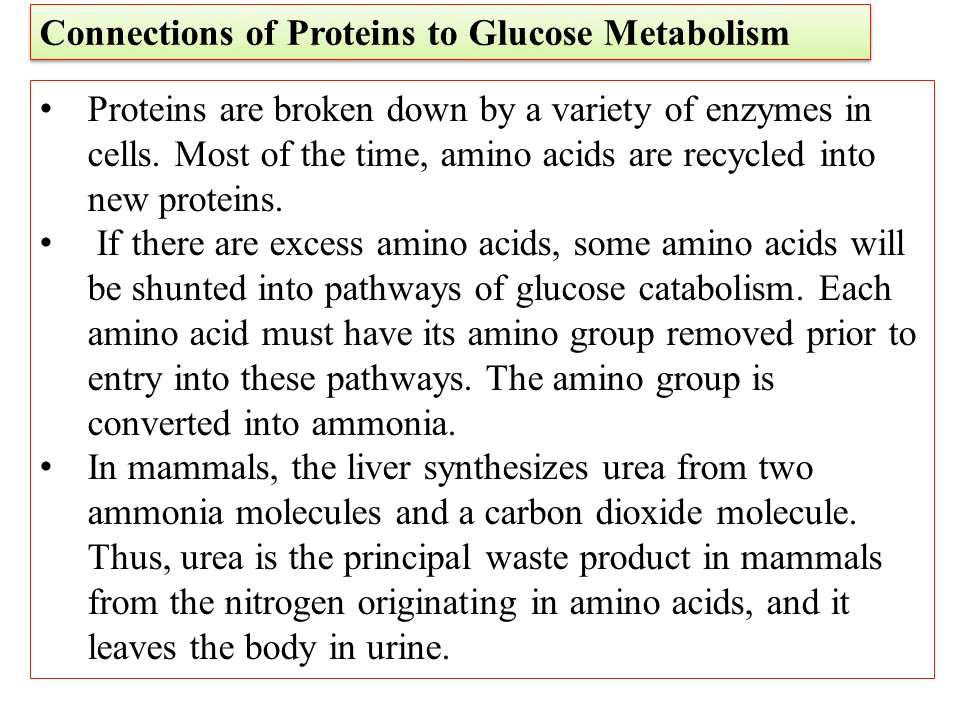 Connections of Proteins to Glucose Metabolism
• Proteins are broken down by a variety of enzymes in
cells. Most of the time, amino acids are recycled into
new proteins.
• If there are excess amino acids, some amino acids will
be shunted into pathways of glucose catabolism. Each
amino acid must have its amino group removed prior to
entry into these pathways. The amino group is
converted into ammonia.
• In mammals, the liver synthesizes urea from two
ammonia molecules and a carbon dioxide molecule.
Thus, urea is the principal waste product in mammals
from the nitrogen originating in amino acids, and it
leaves the body in urine.